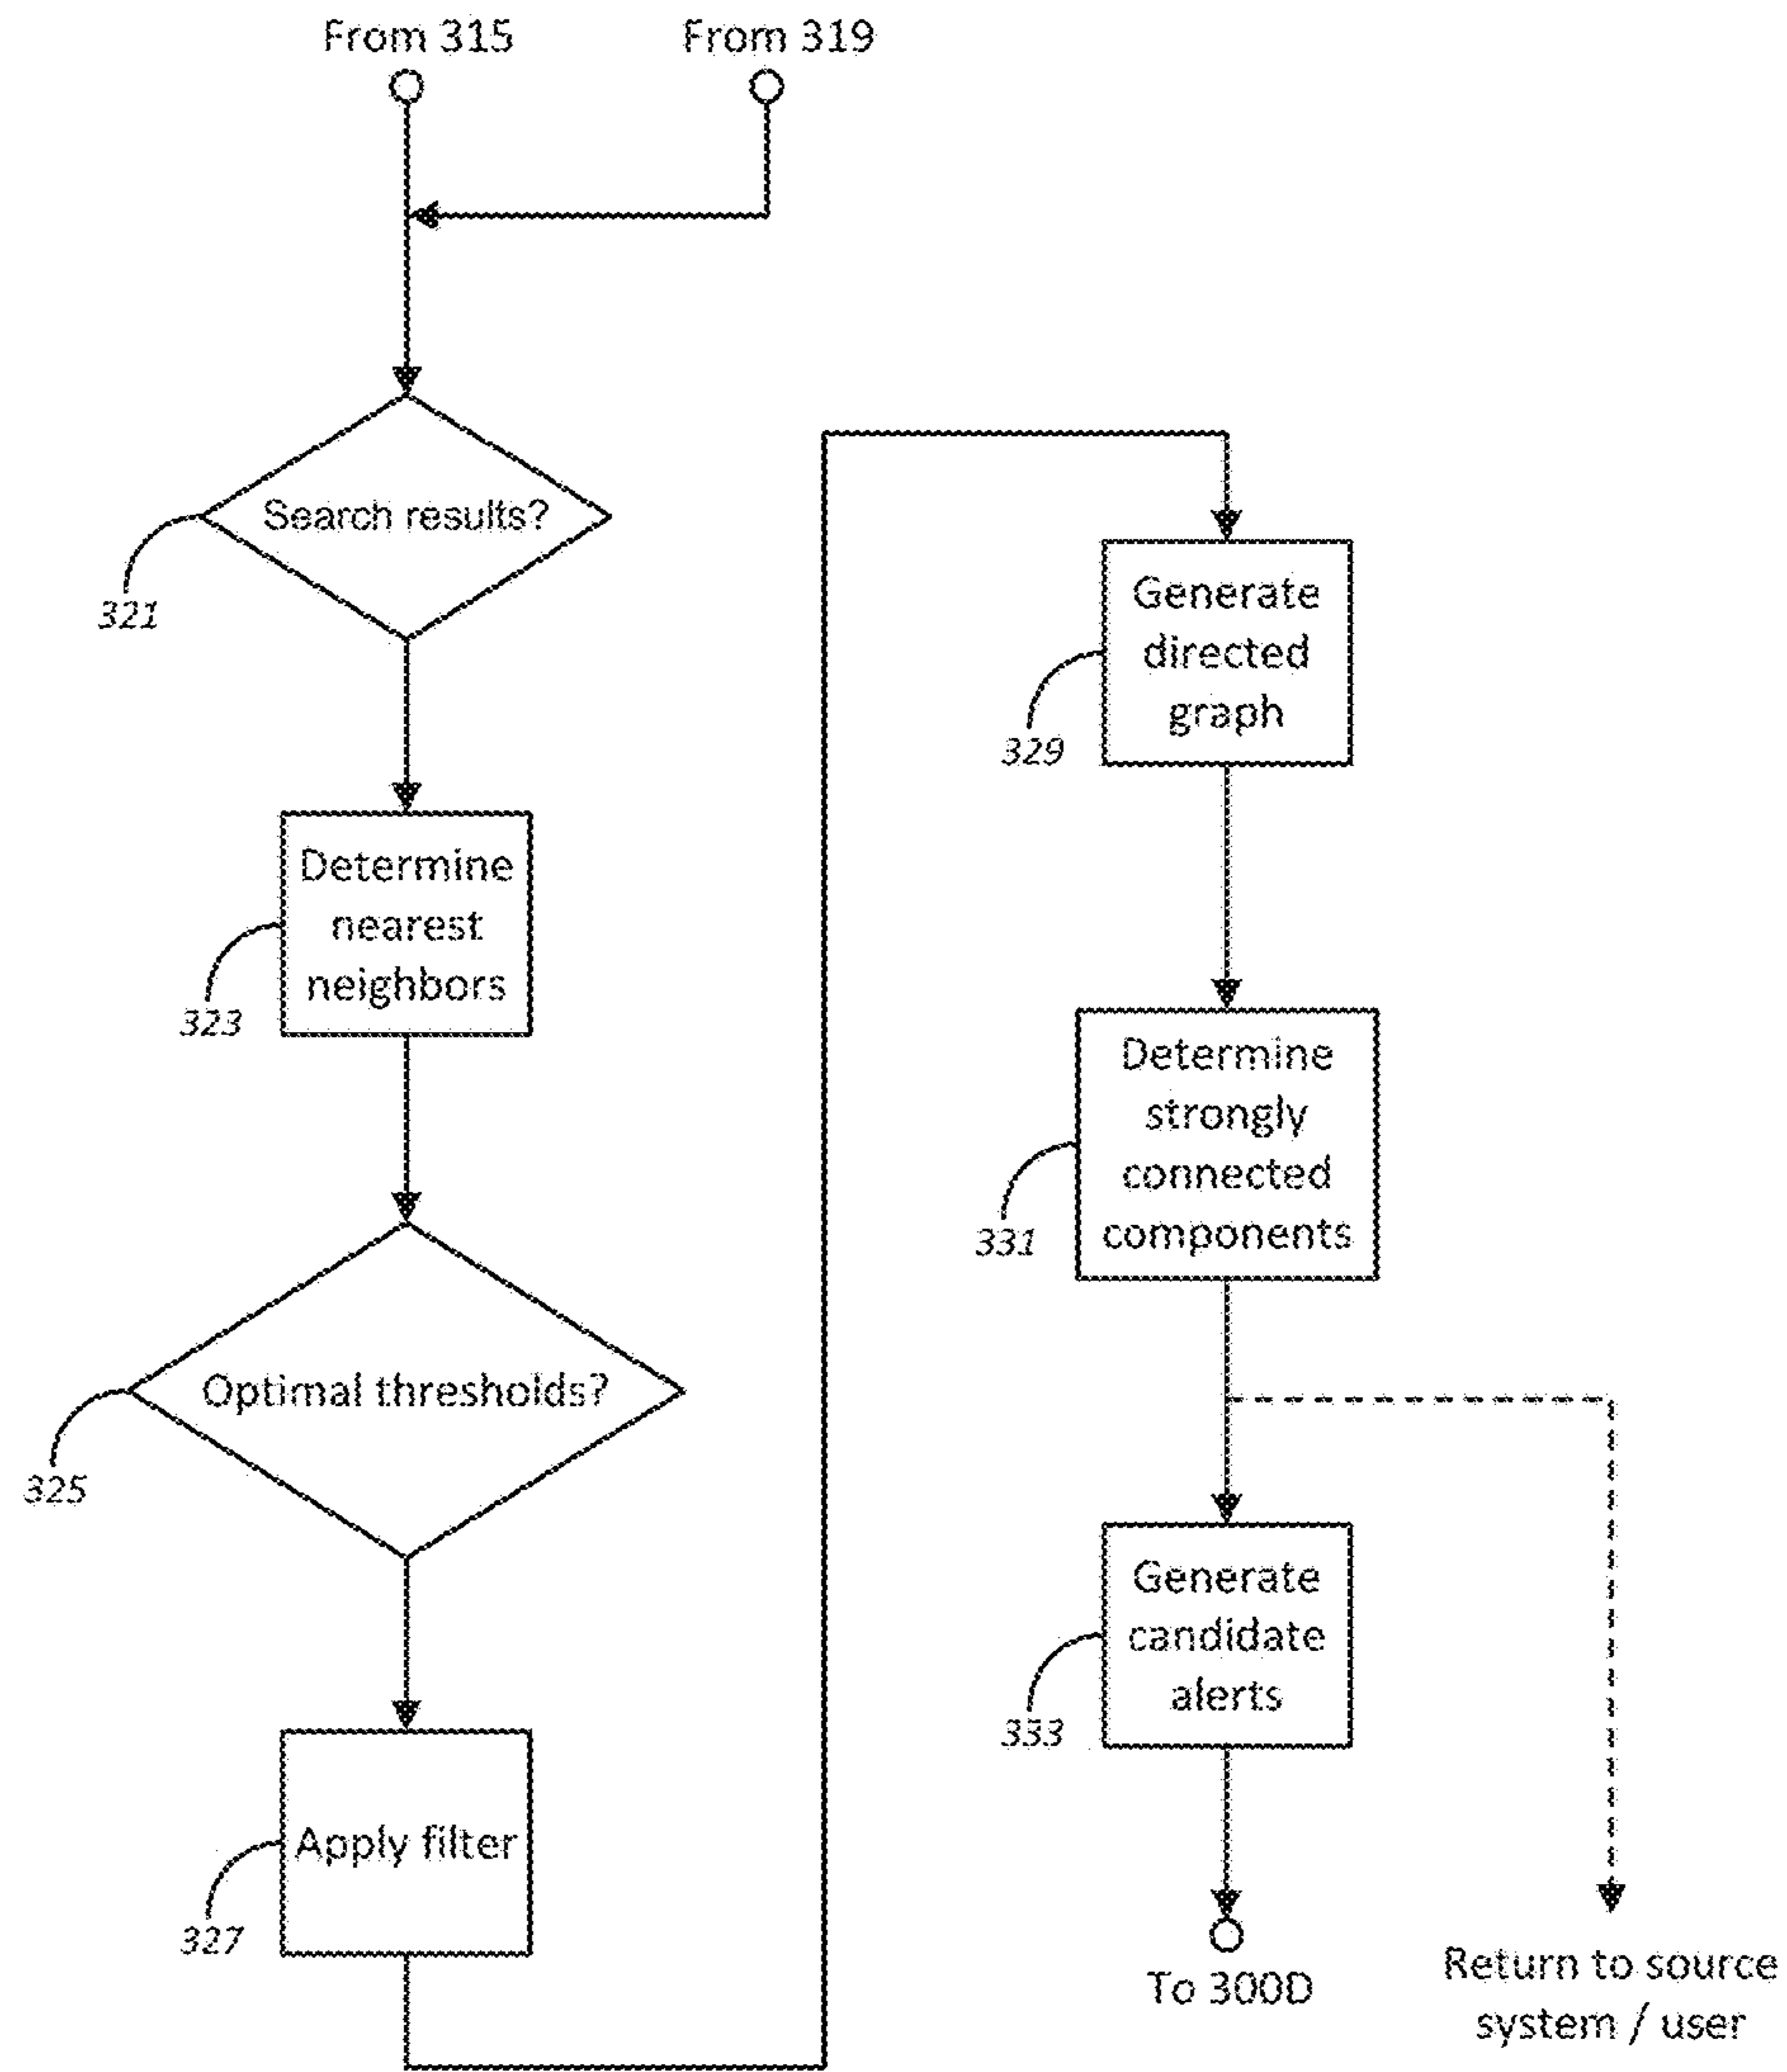 From 315
From 319
Search results?
321
Determine
nearest
neighbors
323
Optimal thresholds?
325
Apply filter
327
Generate
directed
graph
329
Determine
strongly
connected
components
331
Generate
candidate
alerts
333
To 300D
Return to source
system / user